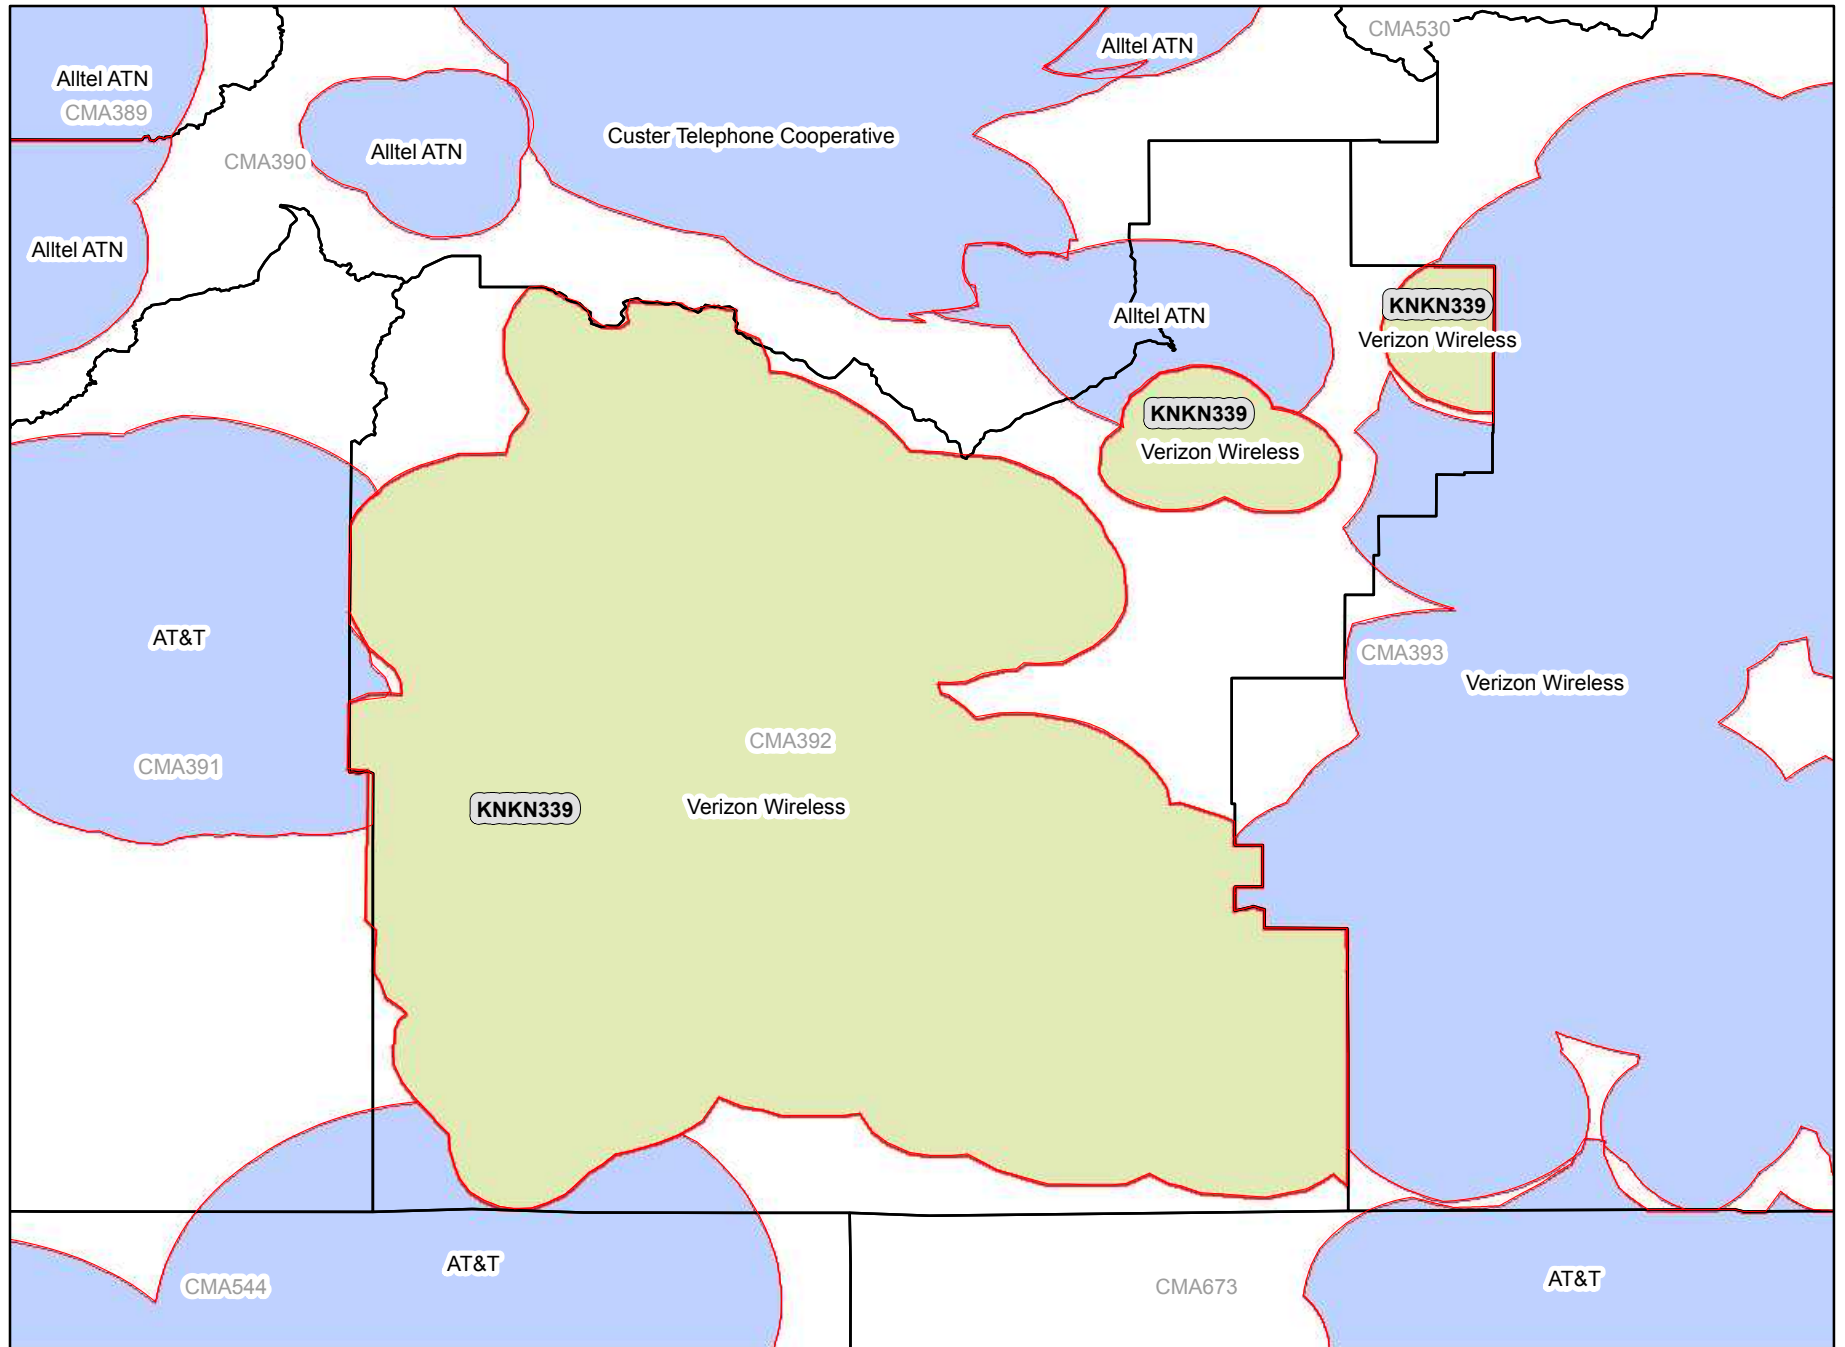 CMA530
Alltel ATN
Alltel ATN
CMA389
Custer Telephone Cooperative
Alltel ATN
CMA390
Alltel ATN
KNKN339
Verizon Wireless
Alltel ATN
KNKN339
Verizon Wireless
AT&T
CMA393
Verizon Wireless
CMA392
CMA391
KNKN339
Verizon Wireless
AT&T
CMA544
CMA673
AT&T